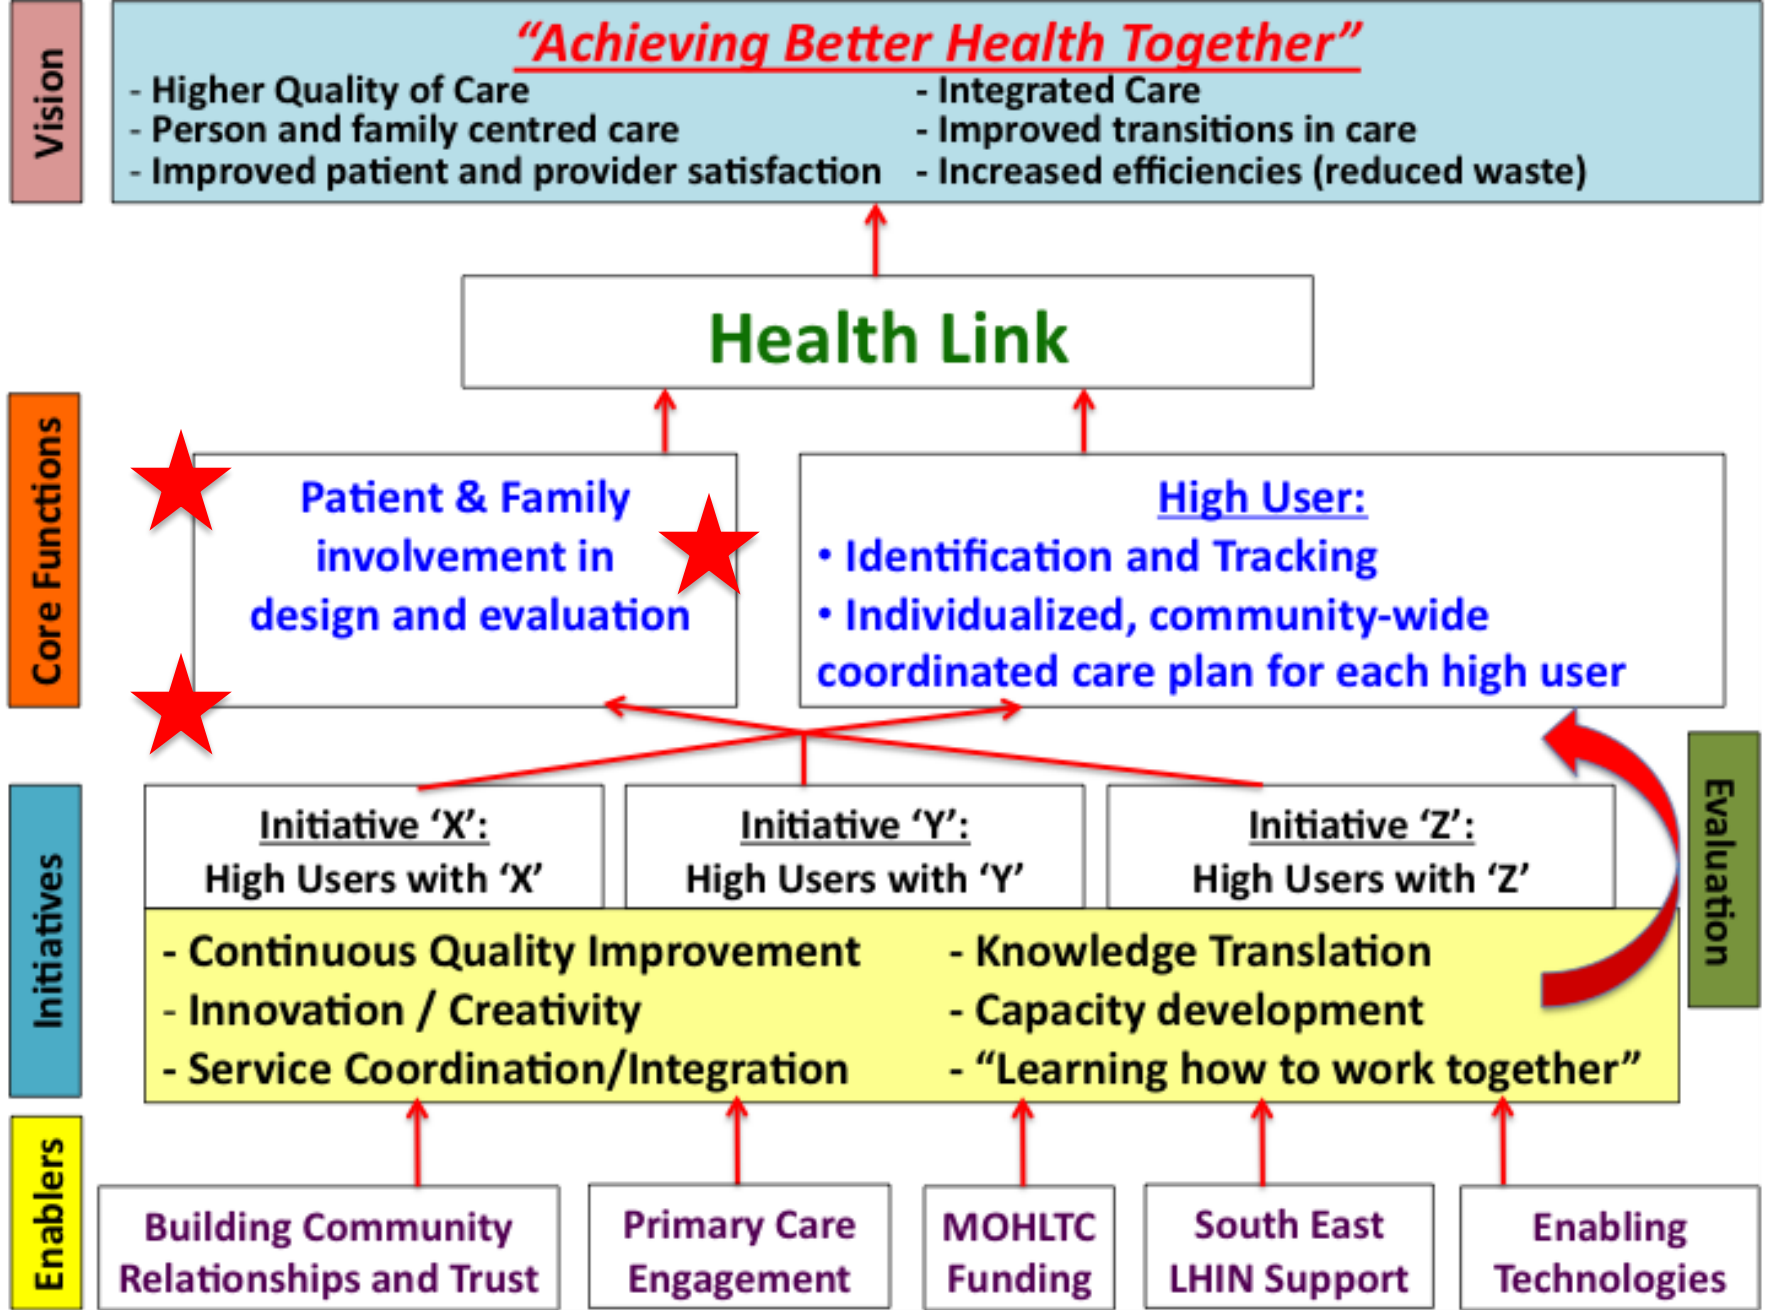 Vision
“Achieving Better Health Together”
- Higher Quality of Care
- Person and family centred care
- Improved patient and provider satisfaction
- Integrated Care
- Improved transitions in care
- Increased efficiencies (reduced waste)
Health Link
Core Functions
Patient & Family
involvement in
design and evaluation
High User:
• Identification and Tracking
• Individualized, community-wide
coordinated care plan for each high user
Evaluation
Initiatives
Initiative ‘X’:
High Users with ‘X’
Initiative ‘Y’:
High Users with ‘Y’
Initiative ‘Z’:
High Users with ‘Z’
- Continuous Quality Improvement
- Innovation / Creativity
- Service Coordination/Integration
- Knowledge Translation
- Capacity development
- “Learning how to work together”
Enablers
Building Community
Relationships and Trust
Primary Care
Engagement
MOHLTC
Funding
South East
LHIN Support
Enabling
Technologies